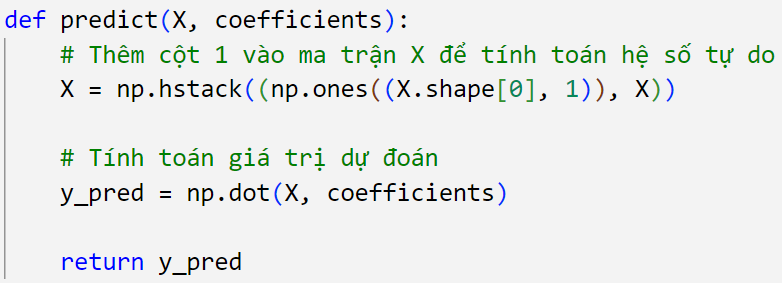 def predict(X, coefficients):
    # Thêm cột 1 vào ma trận X để tính toán hệ số tự do
    X = np.hstack((np.ones((X.shape[0], 1)), X))
    # Tính toán giá trị dự đoán
    y_pred = np.dot(X, coefficients)
    return y_pred